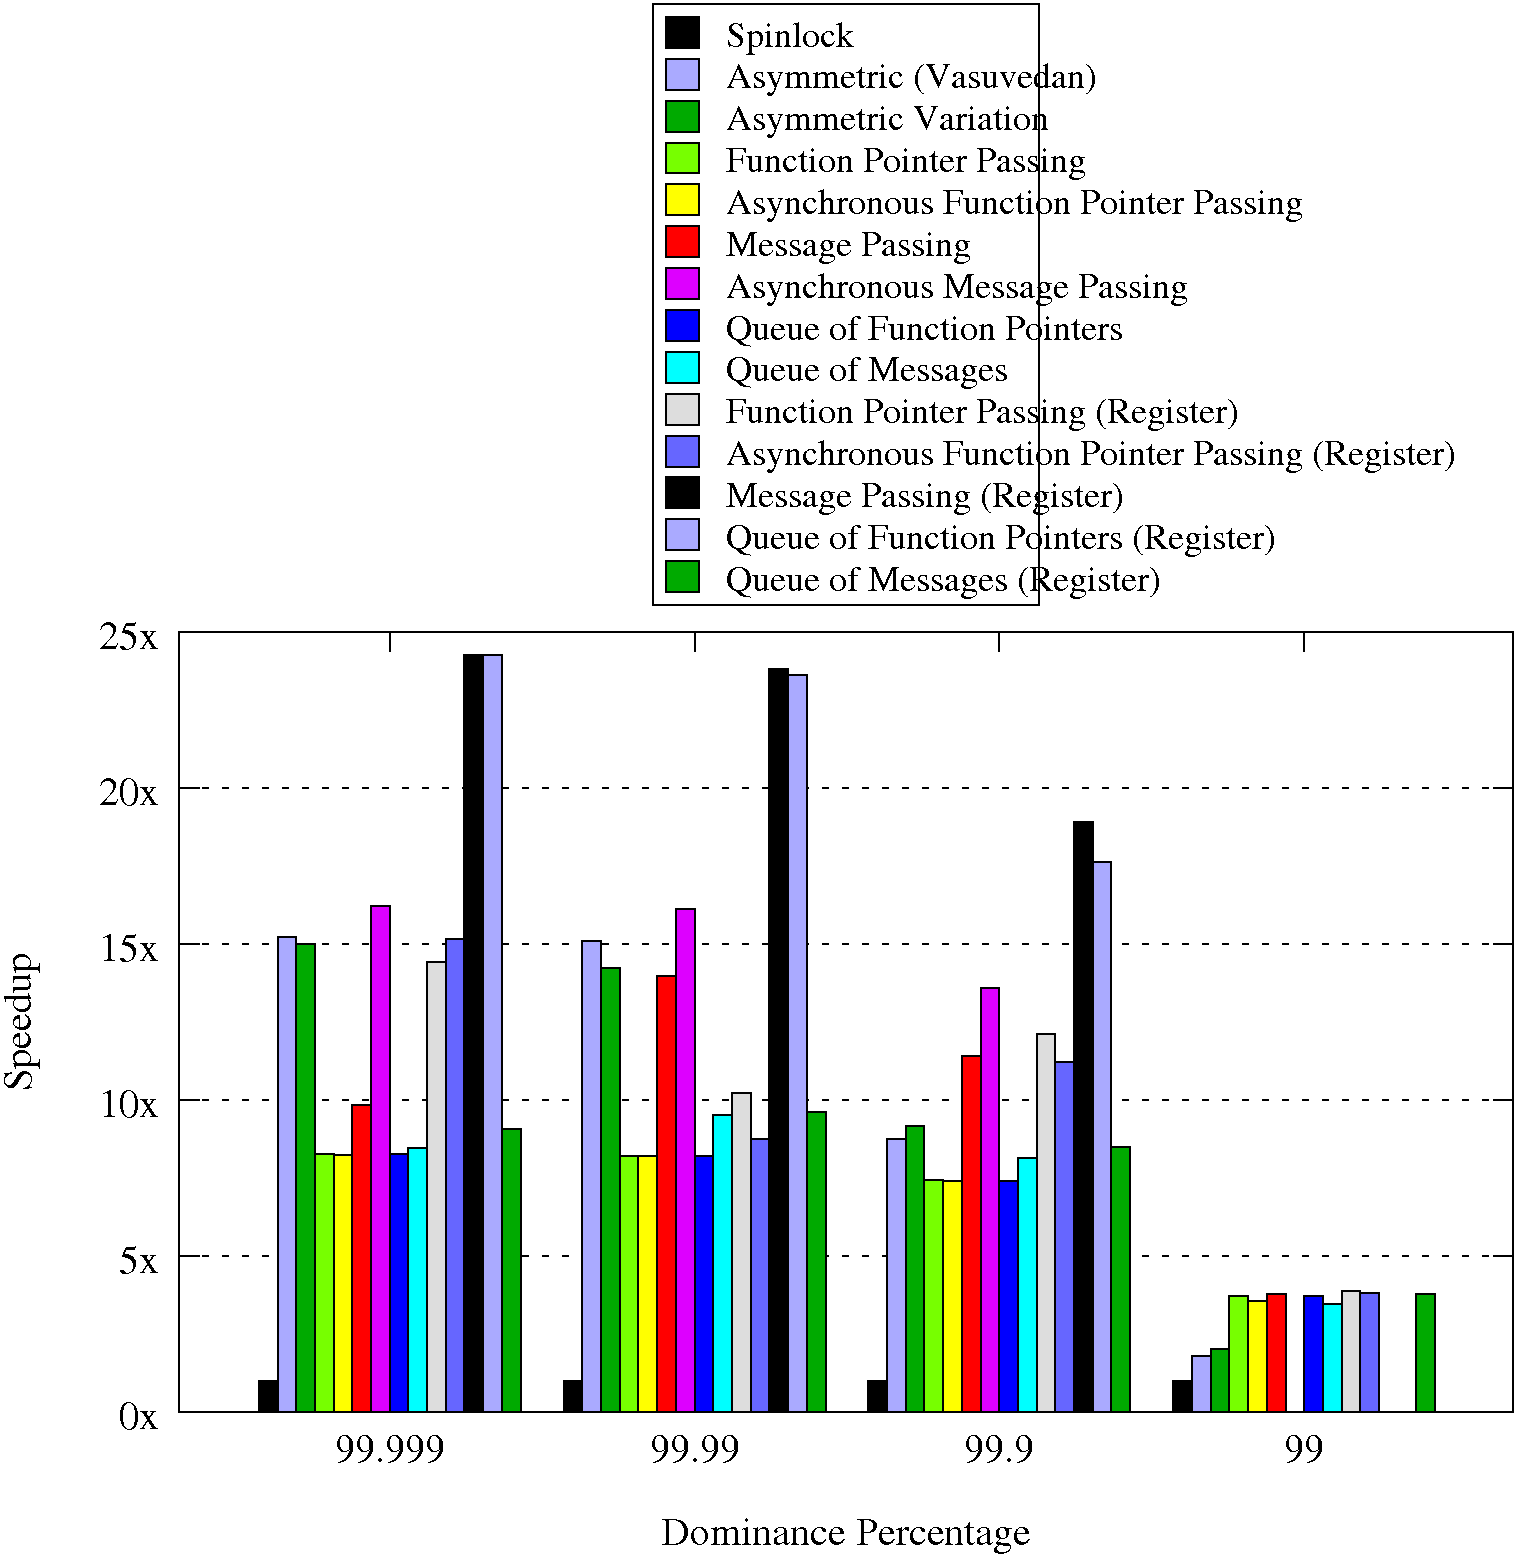 Spinlock
Asymmetric (Vasuvedan)
Asymmetric Variation
Function Pointer Passing
Asynchronous Function Pointer Passing
Message Passing
Asynchronous Message Passing
Queue of Function Pointers
Queue of Messages
Function Pointer Passing (Register)
Asynchronous Function Pointer Passing (Register)
Message Passing (Register)
Queue of Function Pointers (Register)
Queue of Messages (Register)
25x
20x
15x
10x
5x
0x
Speedup
99.999 99.99 99.9 99
Dominance Percentage